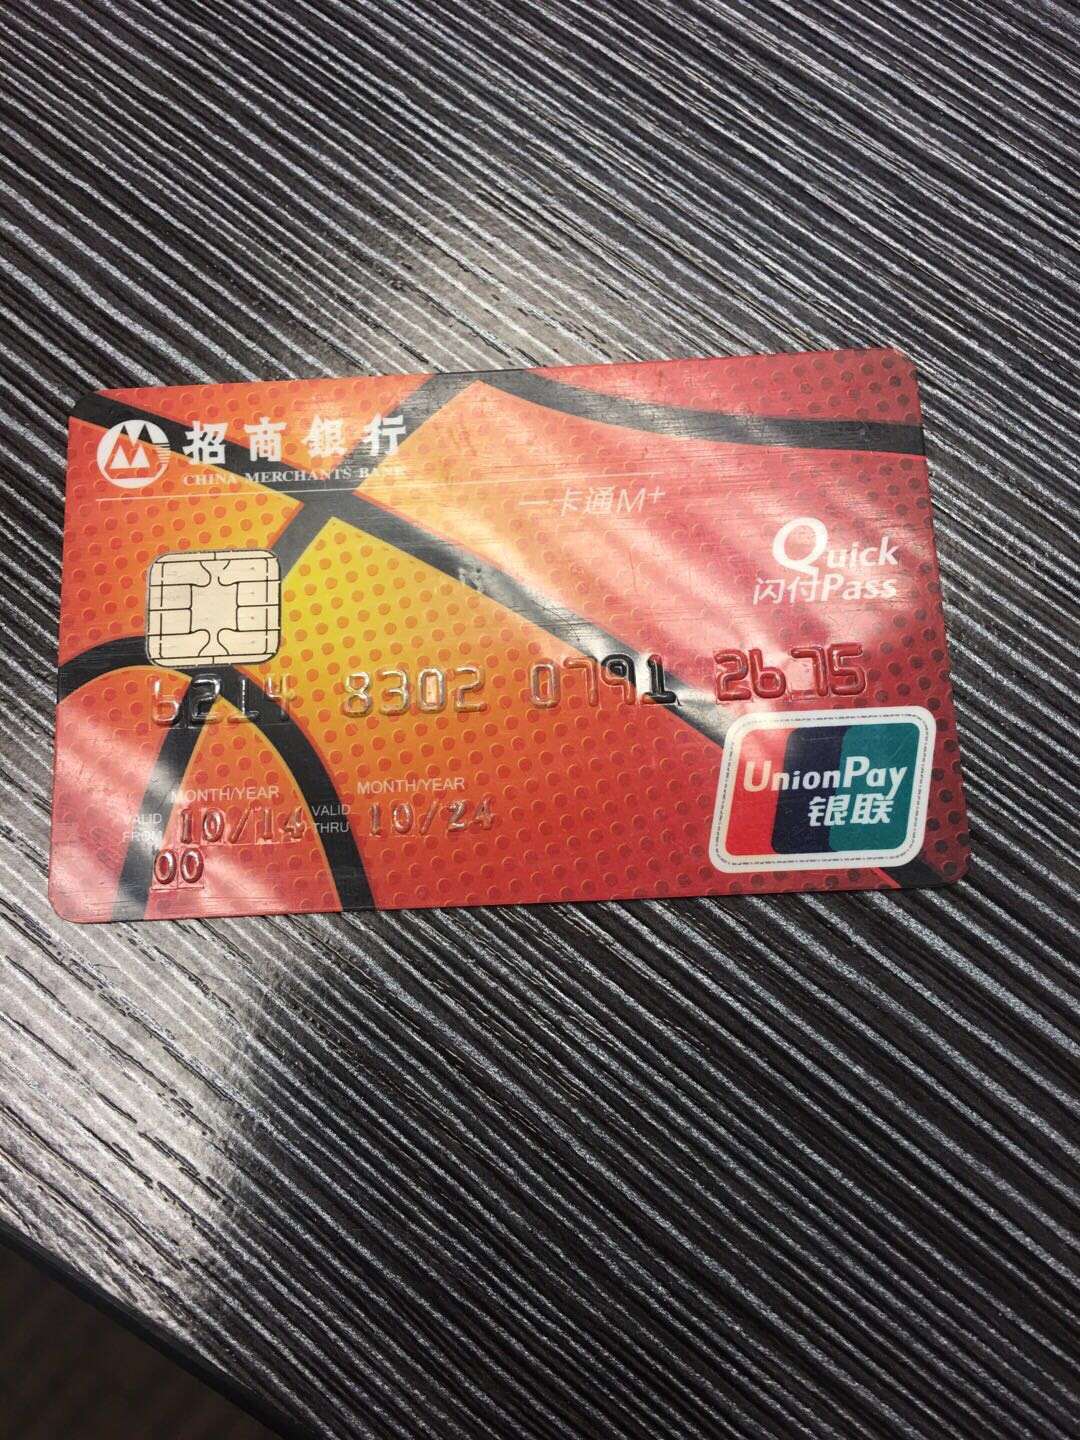 招商銀行
CHINA MERCHANTS BANK
一卡通M+
Quick
闪付Pass
6214 8302 0791 2675
MONTH/YEAR MONTH/YEAR
VALID FROM 10/14 VALID THRU 10/24
00
UnionPay
银联